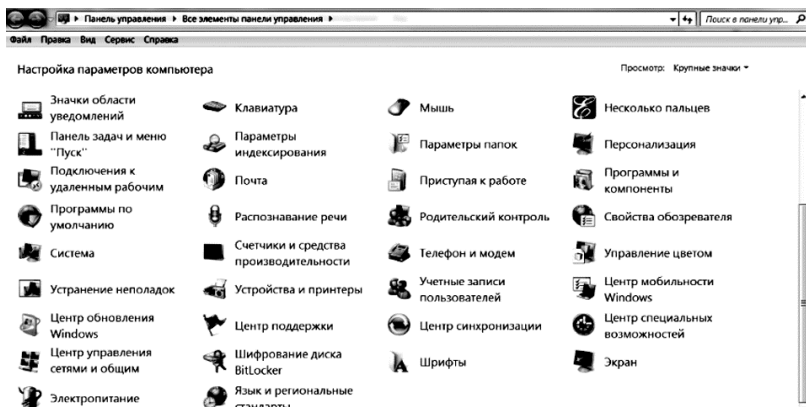 Панель управления ▸ Все элементы панели управления ▸
Поиск в панели упр...
Файл Правка Вид Сервис Справка
Настройка параметров компьютера
Просмотр: Крупные значки
Значки области
уведомлений
Клавиатура
Мышь
Несколько пальцев
Панель задач и меню
"Пуск"
Параметры
индексирования
Параметры папок
Персонализация
Подключения к
удаленным рабочим
Почта
Приступая к работе
Программы и
компоненты
Программы по
умолчанию
Распознавание речи
Родительский контроль
Свойства обозревателя
Система
Счетчики и средства
производительности
Телефон и модем
Управление цветом
Устранение неполадок
Устройства и принтеры
Учетные записи
пользователей
Центр мобильности
Windows
Центр обновления
Windows
Центр поддержки
Центр синхронизации
Центр специальных
возможностей
Центр управления
сетями и общим
Шифрование диска
BitLocker
Шрифты
Экран
Электропитание
Язык и региональные
стандарты